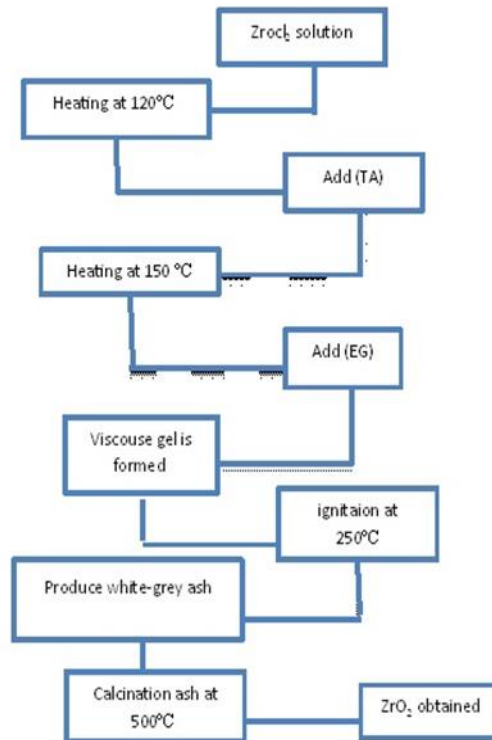 Zrocl₂ solution
Heating at 120°C
Add (TA)
Heating at 150 °C
Add (EG)
Viscouse gel is
formed
ignitaion at
250°C
Produce white-grey ash
Calcination ash at
500°C
ZrO₂ obtained